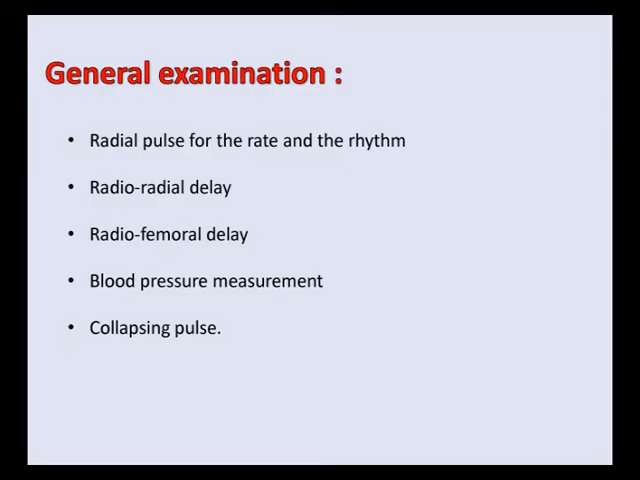 General examination :
• Radial pulse for the rate and the rhythm
• Radio-radial delay
• Radio-femoral delay
• Blood pressure measurement
• Collapsing pulse.